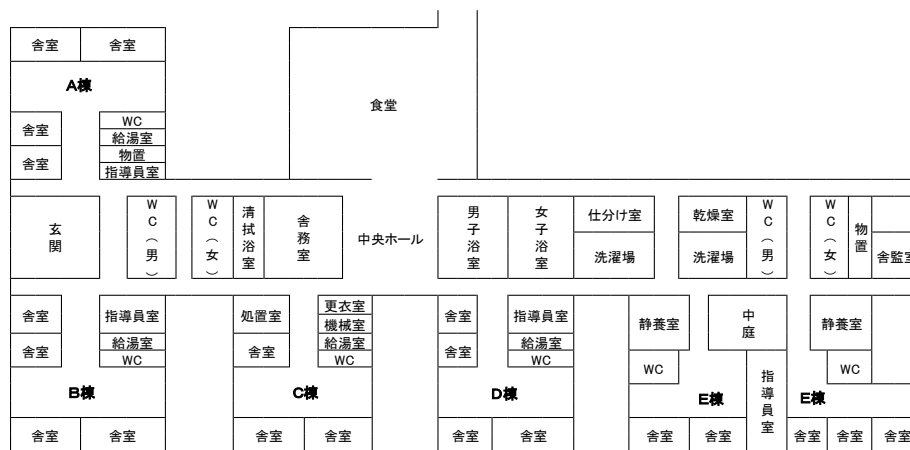 舎室 舎室
A棟
食堂
舎室 WC
給湯室
舎室 物置
指導員室
玄関 WC(男) WC(女) 清拭浴室 舎務室 中央ホール 男子浴室 女子浴室 仕分け室 乾燥室 WC(男) WC(女) 物置
洗濯場 洗濯場 舎監室
舎室 指導員室 処置室 更衣室 舎室 指導員室 静養室 中庭 静養室
機械室
舎室 給湯室 舎室 給湯室 舎室 給湯室
WC WC WC WC WC
B棟 C棟 D棟 E棟 指導員室 E棟
舎室 舎室 舎室 舎室 舎室 舎室 舎室 舎室 舎室 舎室 舎室